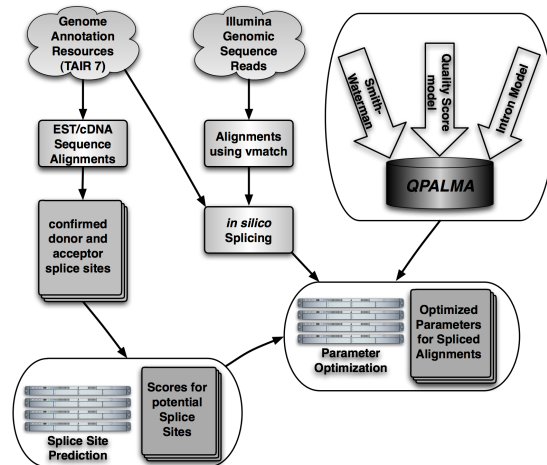 Genome
Annotation
Resources
(TAIR 7)
Illumina
Genomic
Sequence
Reads
Smith-
Waterman
Quality Score
model
Intron Model
QPALMA
EST/cDNA
Sequence
Alignments
Alignments
using vmatch
confirmed
donor and
acceptor
splice sites
in silico
Splicing
Parameter
Optimization
Optimized
Parameters
for Spliced
Alignments
Splice Site
Prediction
Scores for
potential
Splice
Sites